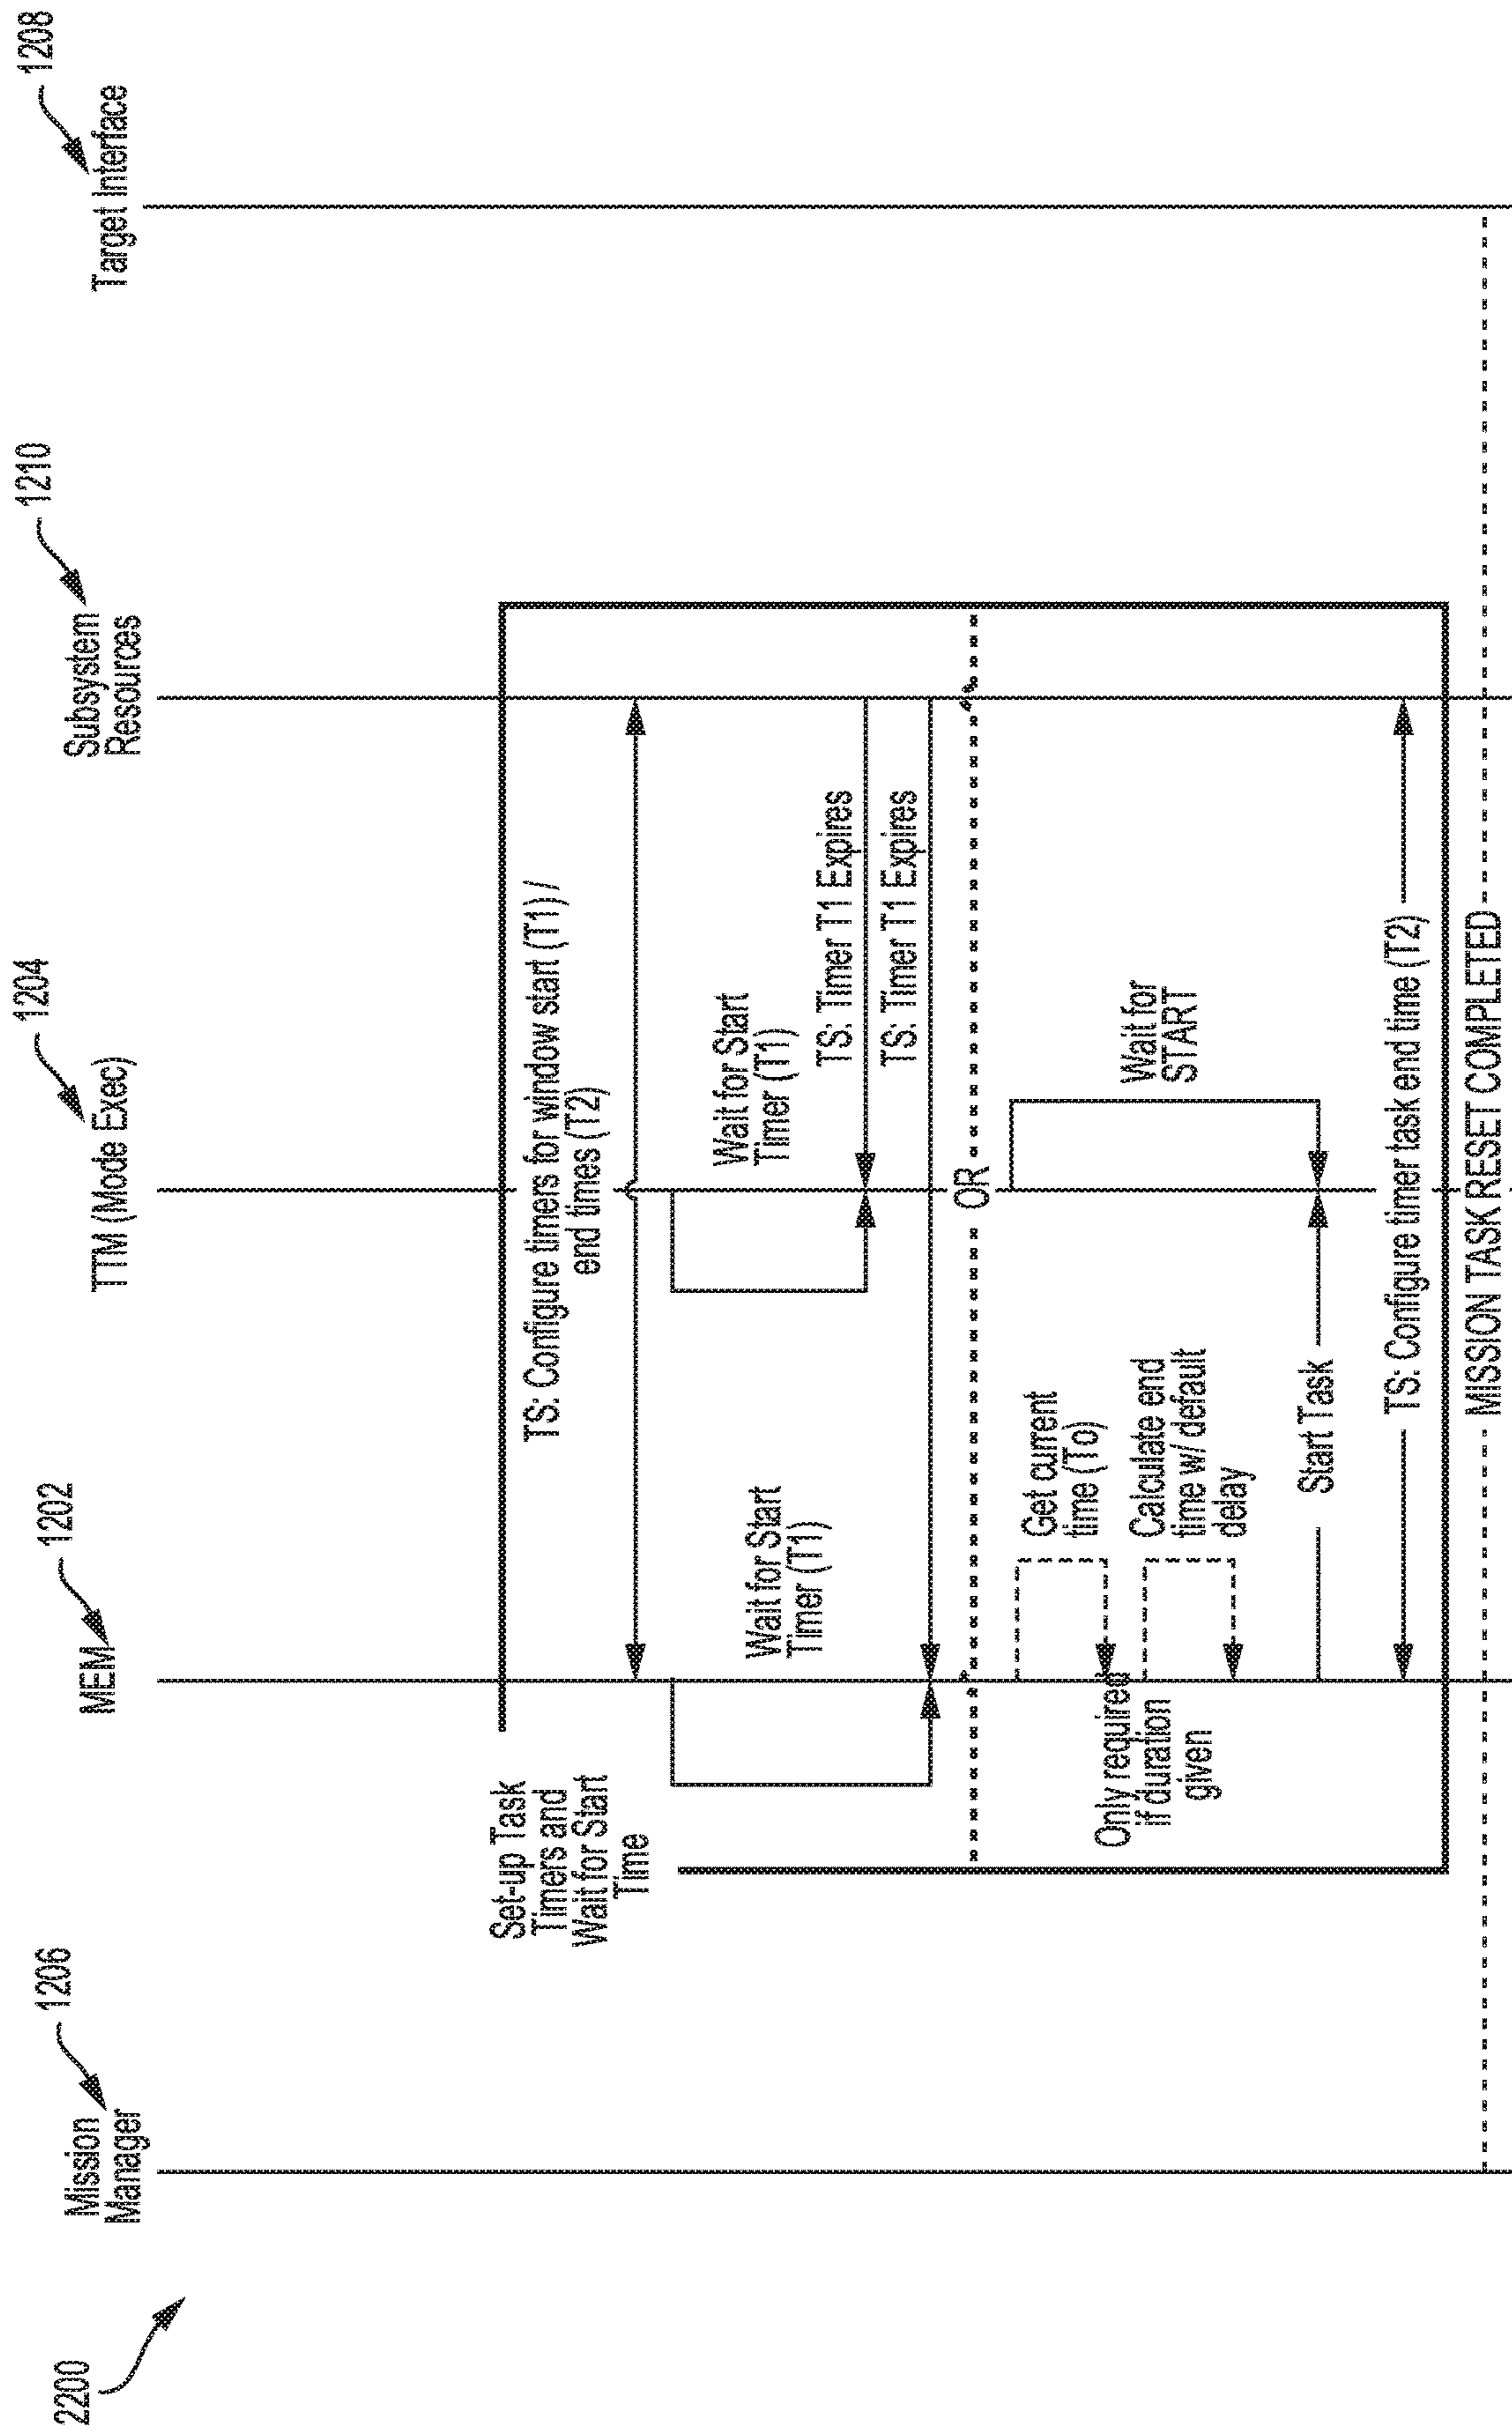 2200
1206
Mission
Manager
1202
MEM
1204
TTM (Mode Exec)
1210
Subsystem
Resources
1208
Target Interface
Set-up Task
Timers and
Wait for Start
Time
TS: Configure timers for window start (T1) /
end times (T2)
Wait for Start
Timer (T1)
Wait for Start
Timer (T1)
TS: Timer T1 Expires
TS: Timer T1 Expires
OR
Get current
time (To)
Only required
if duration
given
Calculate end
time w/ default
delay
Wait for
START
Start Task
TS: Configure timer task end time (T2)
MISSION TASK RESET COMPLETED